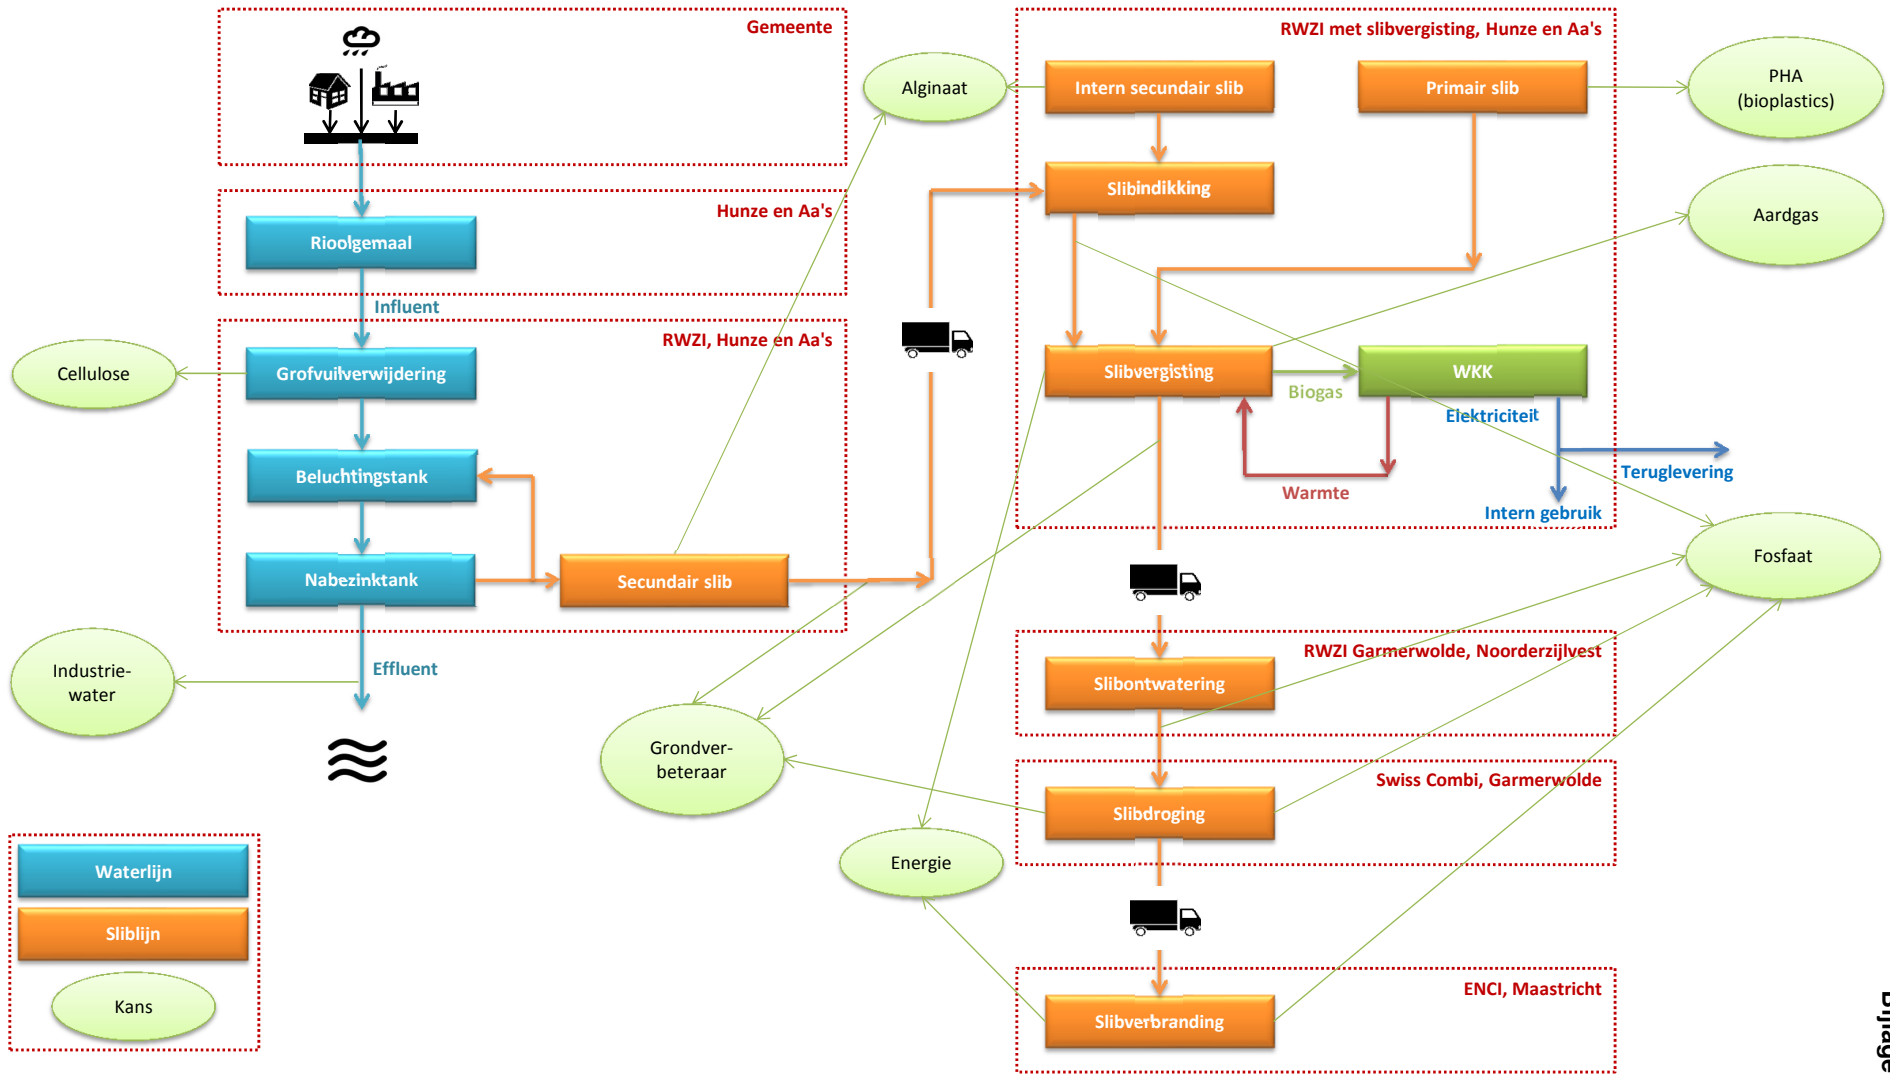 Gemeente
Hunze en Aa's
Rioolgemaal
Influent
RWZI, Hunze en Aa's
Grofvuilverwijdering
Cellulose
Beluchtingstank
Nabezinktank
Secundair slib
Industrie-
water
Effluent
Waterlijn
Sliblijn
Kans
RWZI met slibvergisting, Hunze en Aa's
Alginaat
Intern secundair slib
Primair slib
PHA
(bioplastics)
Slibindikking
Aardgas
Slibvergisting
WKK
Biogas
Elektriciteit
Teruglevering
Warmte
Intern gebruik
Fosfaat
RWZI Garmerwolde, Noorderzijlvest
Slibontwatering
Grondver-
beteraar
Swiss Combi, Garmerwolde
Slibdroging
Energie
ENCI, Maastricht
Slibverbranding
Bijlage